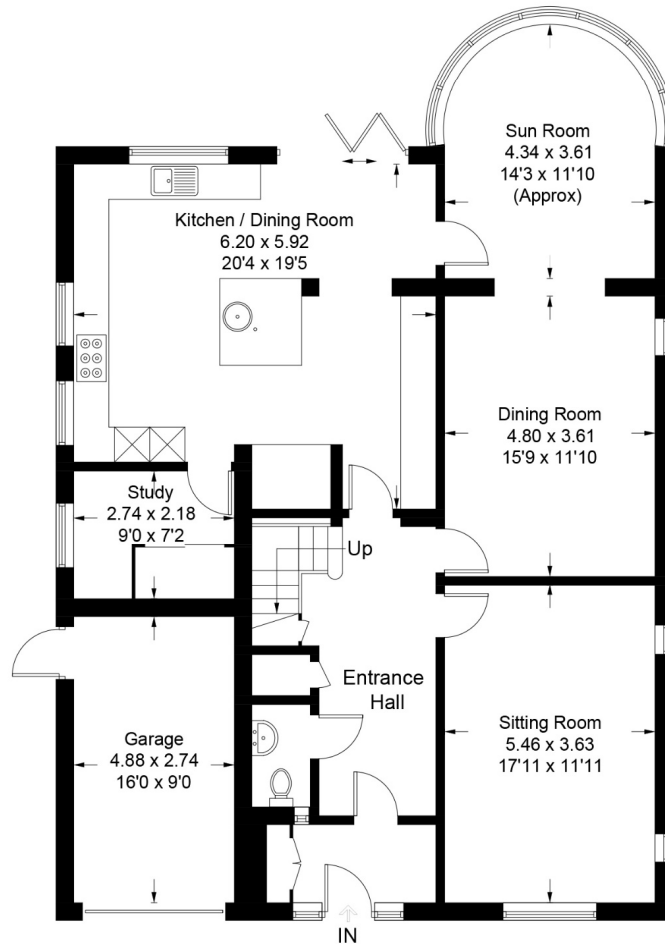 Sun Room
4.34 x 3.61
14'3 x 11'10
(Approx)
Kitchen / Dining Room
6.20 x 5.92
20'4 x 19'5
Dining Room
4.80 x 3.61
15'9 x 11'10
Study
2.74 x 2.18
9'0 x 7'2
Up
Entrance
Hall
Garage
4.88 x 2.74
16'0 x 9'0
Sitting Room
5.46 x 3.63
17'11 x 11'11
IN